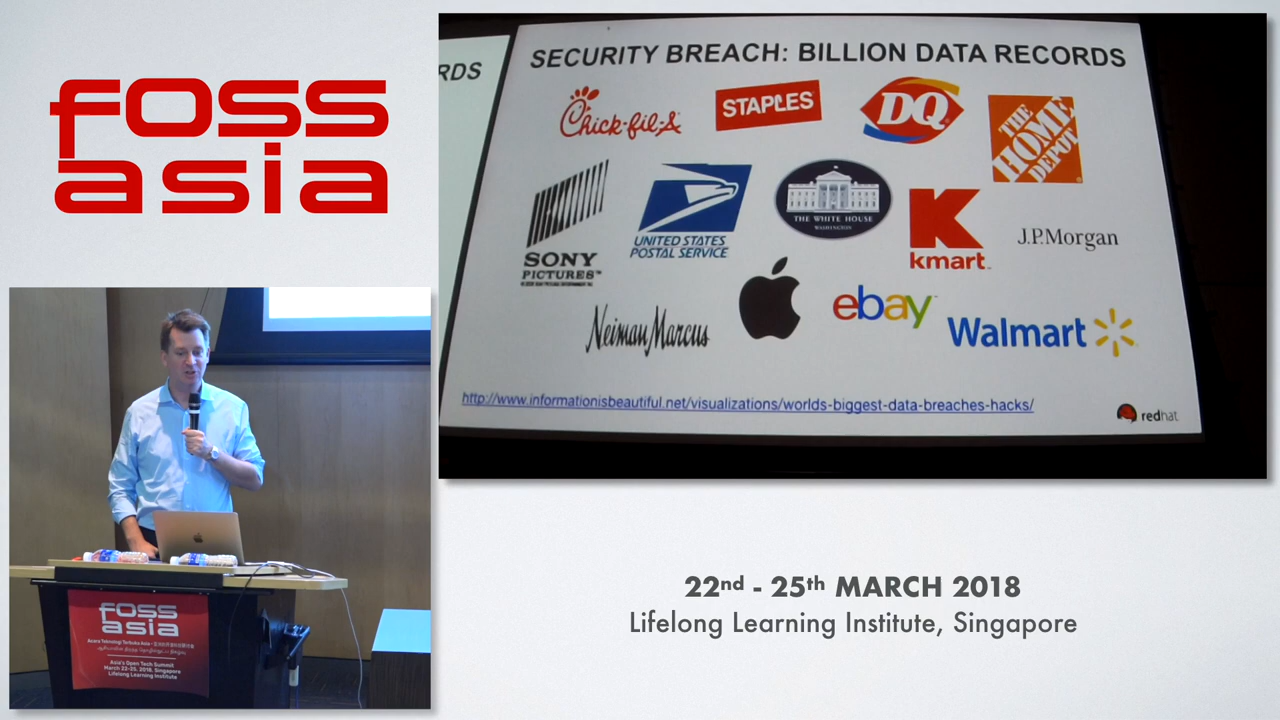 foss
asia
RDS
SECURITY BREACH: BILLION DATA RECORDS
Chick-fil-A
STAPLES
DQ
THE
HOME
DEPOT
SONY
PICTURES™
UNITED STATES
POSTAL SERVICE
THE WHITE HOUSE
WASHINGTON
kmart
J.P.Morgan
Neiman Marcus
ebay™
Walmart
http://www.informationisbeautiful.net/visualizations/worlds-biggest-data-breaches-hacks/
redhat
foss
asia
Asia's Open Tech Summit
March 22-25, 2018, Singapore
Lifelong Learning Institute
22nd - 25th MARCH 2018
Lifelong Learning Institute, Singapore